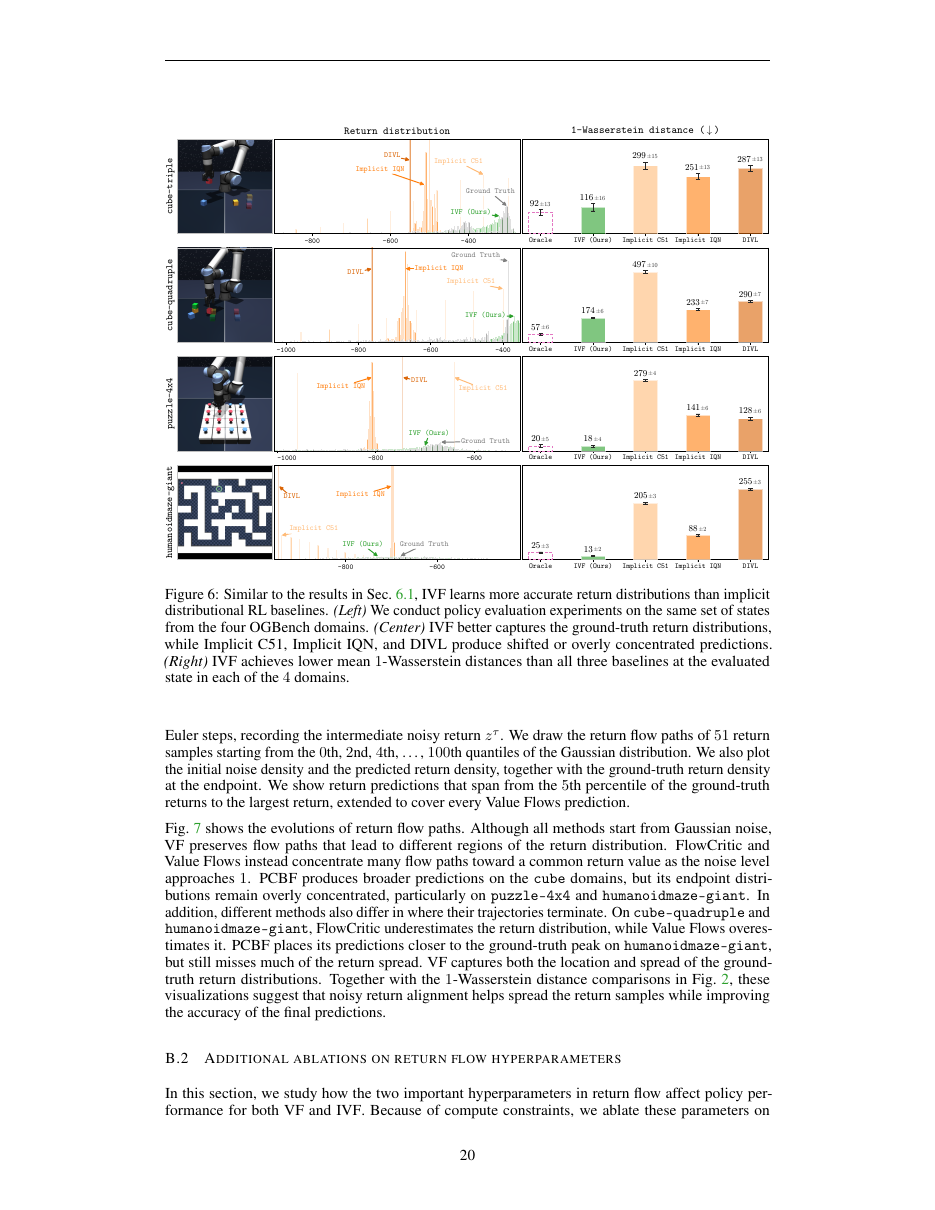 Return distribution
1-Wasserstein distance (↓)
cube-triple
DIVL
Implicit IQN
Implicit C51
Ground Truth
IVF (Ours)
-800 -600 -400
92±13 116±16 299±15 251±13 287±13
Oracle IVF (Ours) Implicit C51 Implicit IQN DIVL
cube-quadruple
Ground Truth
DIVL
Implicit IQN
Implicit C51
IVF (Ours)
-1000 -800 -600 -400
57±6 174±6 497±10 233±7 290±7
Oracle IVF (Ours) Implicit C51 Implicit IQN DIVL
puzzle-4x4
Implicit IQN
DIVL
Implicit C51
IVF (Ours)
Ground Truth
-1000 -800 -600
20±5 18±4 279±4 141±6 128±6
Oracle IVF (Ours) Implicit C51 Implicit IQN DIVL
humanoidmaze-giant
DIVL
Implicit IQN
Implicit C51
IVF (Ours)
Ground Truth
-800 -600
25±3 13±2 205±3 88±2 255±3
Oracle IVF (Ours) Implicit C51 Implicit IQN DIVL
Figure 6: Similar to the results in Sec. 6.1, IVF learns more accurate return distributions than implicit
distributional RL baselines. (Left) We conduct policy evaluation experiments on the same set of states
from the four OGBench domains. (Center) IVF better captures the ground-truth return distributions,
while Implicit C51, Implicit IQN, and DIVL produce shifted or overly concentrated predictions.
(Right) IVF achieves lower mean 1-Wasserstein distances than all three baselines at the evaluated
state in each of the 4 domains.
Euler steps, recording the intermediate noisy return z^τ. We draw the return flow paths of 51 return
samples starting from the 0th, 2nd, 4th, ..., 100th quantiles of the Gaussian distribution. We also plot
the initial noise density and the predicted return density, together with the ground-truth return density
at the endpoint. We show return predictions that span from the 5th percentile of the ground-truth
returns to the largest return, extended to cover every Value Flows prediction.
Fig. 7 shows the evolutions of return flow paths. Although all methods start from Gaussian noise,
VF preserves flow paths that lead to different regions of the return distribution. FlowCritic and
Value Flows instead concentrate many flow paths toward a common return value as the noise level
approaches 1. PCBF produces broader predictions on the cube domains, but its endpoint distri-
butions remain overly concentrated, particularly on puzzle-4x4 and humanoidmaze-giant. In
addition, different methods also differ in where their trajectories terminate. On cube-quadruple and
humanoidmaze-giant, FlowCritic underestimates the return distribution, while Value Flows overes-
timates it. PCBF places its predictions closer to the ground-truth peak on humanoidmaze-giant,
but still misses much of the return spread. VF captures both the location and spread of the ground-
truth return distributions. Together with the 1-Wasserstein distance comparisons in Fig. 2, these
visualizations suggest that noisy return alignment helps spread the return samples while improving
the accuracy of the final predictions.
B.2 ADDITIONAL ABLATIONS ON RETURN FLOW HYPERPARAMETERS
In this section, we study how the two important hyperparameters in return flow affect policy per-
formance for both VF and IVF. Because of compute constraints, we ablate these parameters on
20